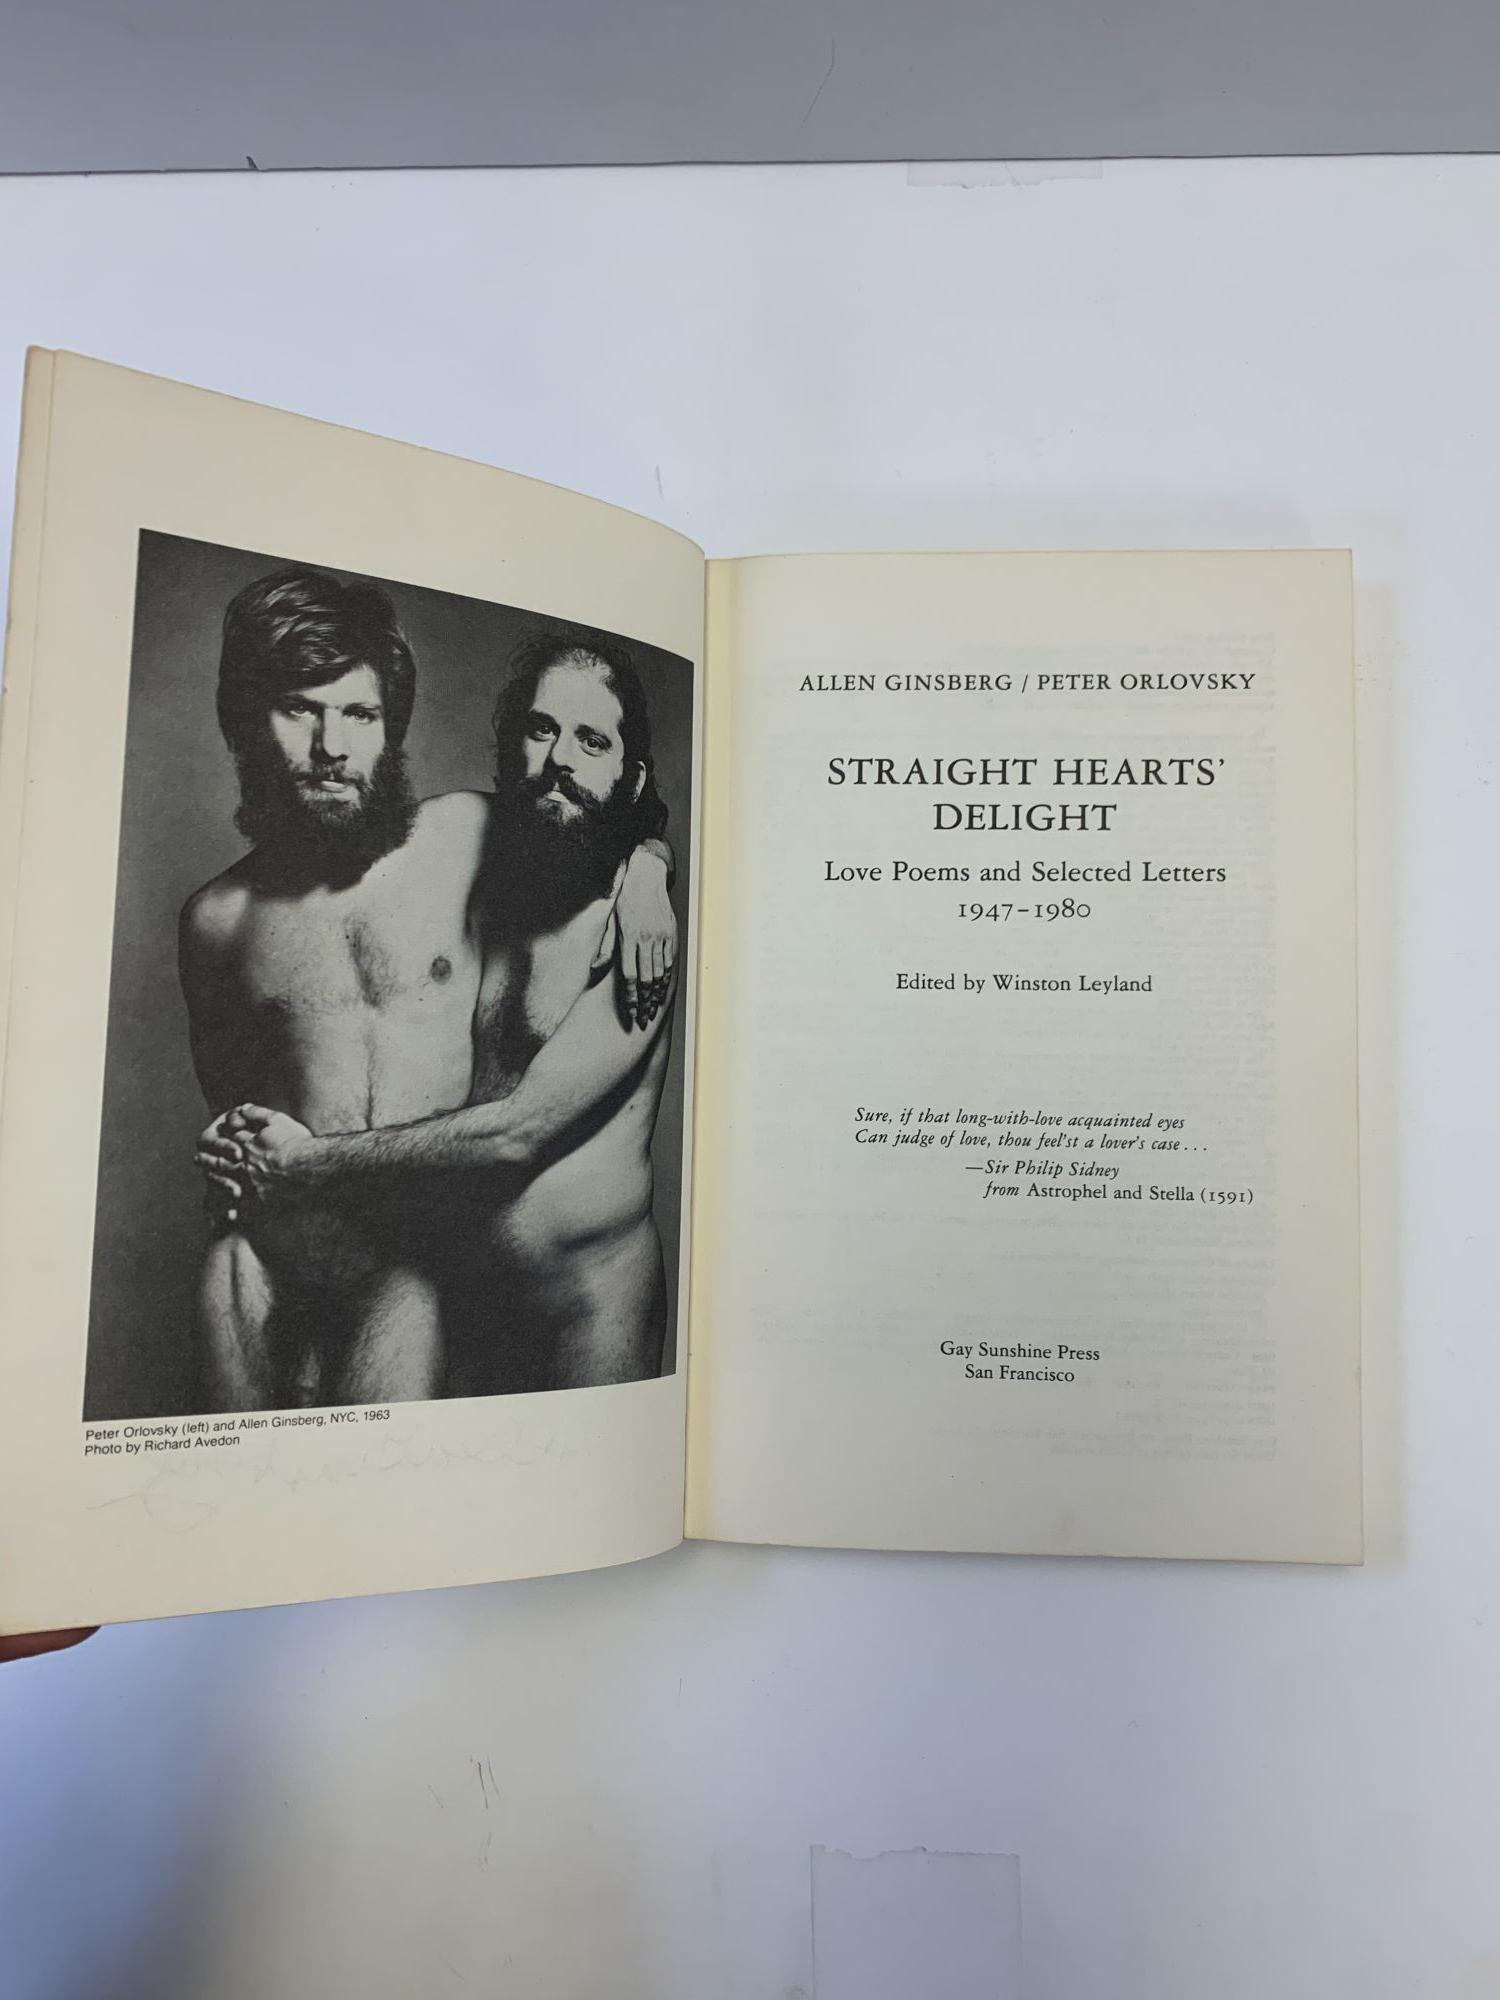 Peter Orlovsky (left) and Allen Ginsberg, NYC, 1963
Photo by Richard Avedon
ALLEN GINSBERG / PETER ORLOVSKY
STRAIGHT HEARTS’
DELIGHT
Love Poems and Selected Letters
1947–1980
Edited by Winston Leyland
Sure, if that long-with-love acquainted eyes
Can judge of love, thou feel'st a lover's case . . .
—Sir Philip Sidney
from Astrophel and Stella (1591)
Gay Sunshine Press
San Francisco